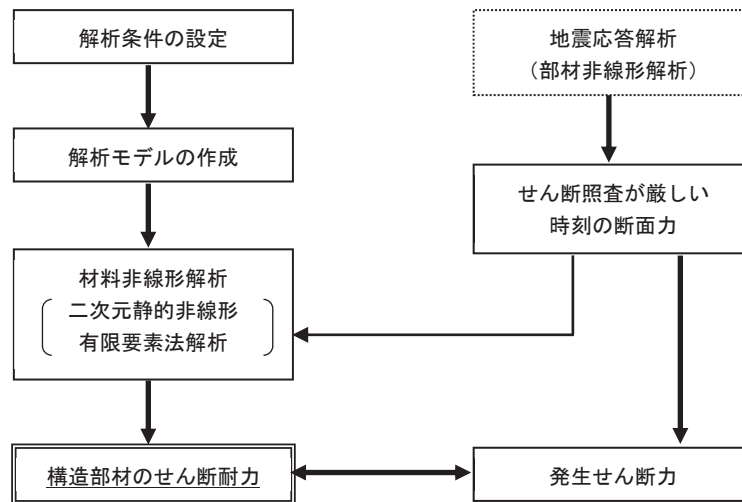 解析条件の設定
解析モデルの作成
材料非線形解析
二次元静的非線形
有限要素法解析
構造部材のせん断耐力
地震応答解析
（部材非線形解析）
せん断照査が厳しい
時刻の断面力
発生せん断力